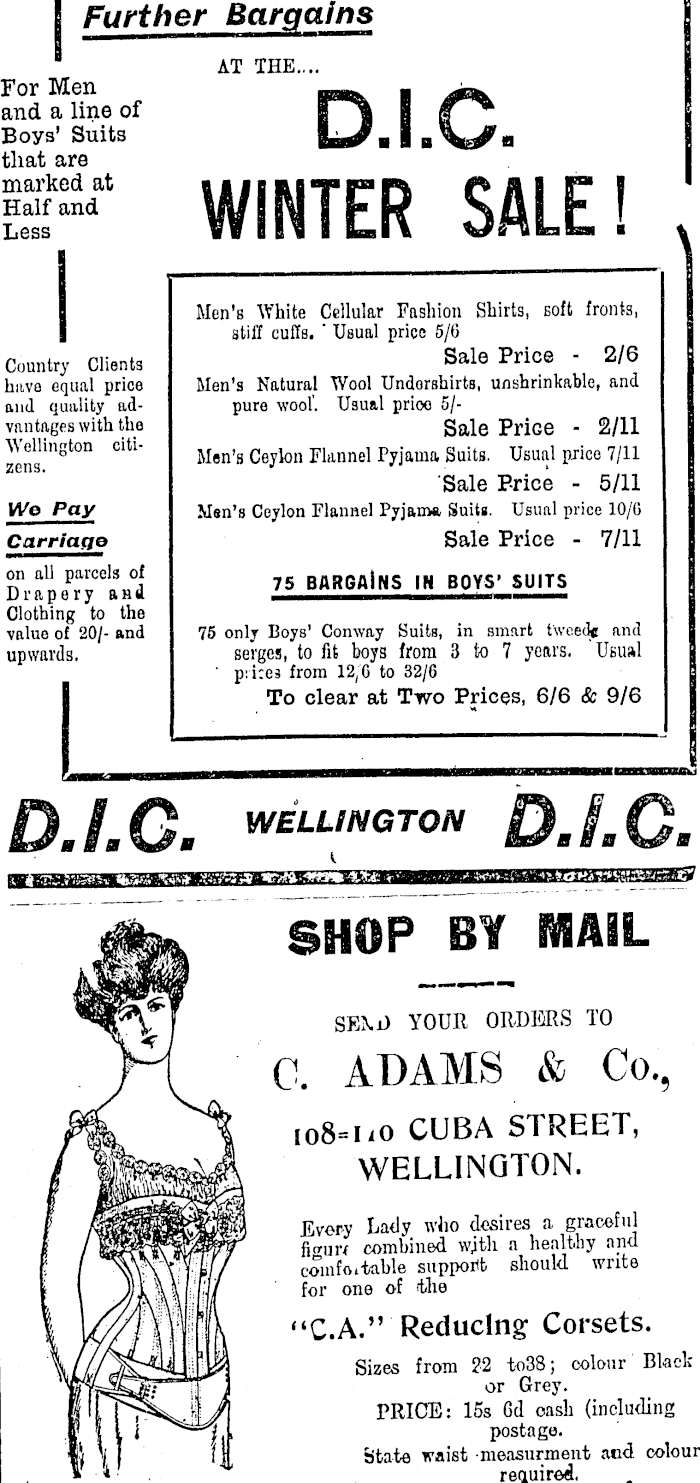 Further Bargains
For Men
and a line of
Boys' Suits
that are
marked at
Half and
Less
Country Clients
have equal price
and quality ad-
vantages with the
Wellington citi-
zens.
We Pay
Carriage
on all parcels of
Drapery and
Clothing to the
value of 20/- and
upwards.
AT THE....
D.I.C.
WINTER SALE!
Men's White Cellular Fashion Shirts, soft fronts,
stiff cuffs. Usual price 5/6
Sale Price - 2/6
Men's Natural Wool Undershirts, unshrinkable, and
pure wool. Usual price 5/-
Sale Price - 2/11
Men's Ceylon Flannel Pyjama Suits. Usual price 7/11
Sale Price - 5/11
Men's Ceylon Flannel Pyjama Suits. Usual price 10/6
Sale Price - 7/11
75 BARGAINS IN BOYS' SUITS
75 only Boys' Conway Suits, in smart tweeds and
serges, to fit boys from 3 to 7 years. Usual
prices from 12/6 to 32/6
To clear at Two Prices, 6/6 & 9/6
D.I.C. WELLINGTON D.I.C.
SHOP BY MAIL
SEND YOUR ORDERS TO
C. ADAMS & Co.,
108=110 CUBA STREET,
WELLINGTON.
Every Lady who desires a graceful
figure combined with a healthy and
comfortable support should write
for one of the
"C.A." Reducing Corsets.
Sizes from 22 to38; colour Black
or Grey.
PRICE: 15s 6d cash (including
postage.
State waist measurment and colour
required.